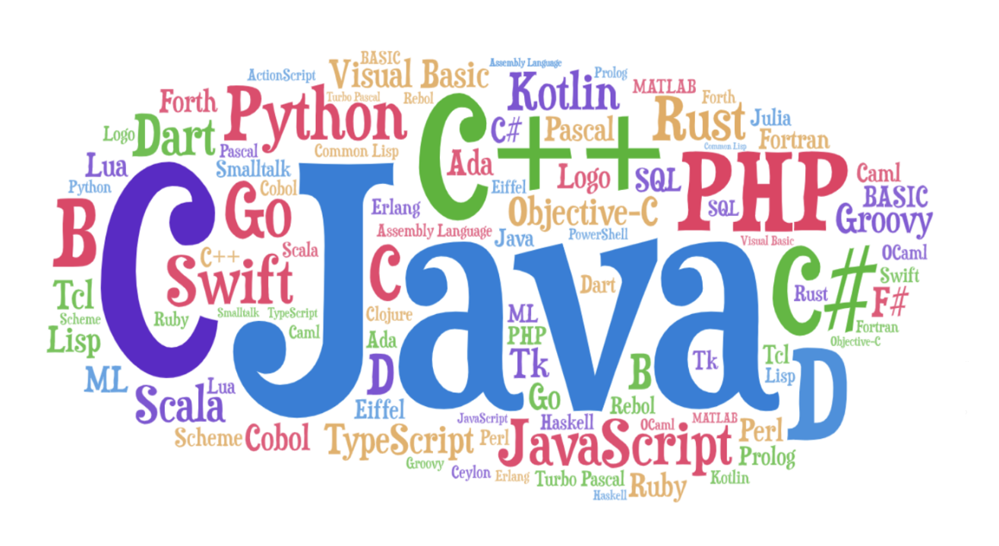 BASIC
Assembly Language
Visual Basic
ActionScript
Prolog
Kotlin
MATLAB
Turbo Pascal
Rebol
Forth
Forth
Python
C++
Rust
Julia
Logo
Dart
C#
Pascal
Fortran
Pascal
Common Lisp
Common Lisp
Lua
Smalltalk
Ada
Logo
SQL
PHP
Caml
Python
Cobol
Eiffel
BASIC
B
C
Go
Java
Erlang
Objective-C
SQL
Groovy
Assembly Language
Java
PowerShell
Visual Basic
C++
Scala
OCaml
Swift
C
C#
Swift
Tcl
Dart
Rust
F#
Scheme
Ruby
Smalltalk
TypeScript
Clojure
ML
Fortran
Lisp
Caml
Ada
PHP
Objective-C
ML
D
Tk
B
Tk
Tcl
Lisp
D
Scala
Lua
Eiffel
Go
Rebol
Scheme
Cobol
TypeScript
Perl
JavaScript
Haskell
OCaml
MATLAB
JavaScript
Perl
Prolog
Groovy
Ceylon
Erlang
Turbo Pascal
Ruby
Kotlin
Haskell